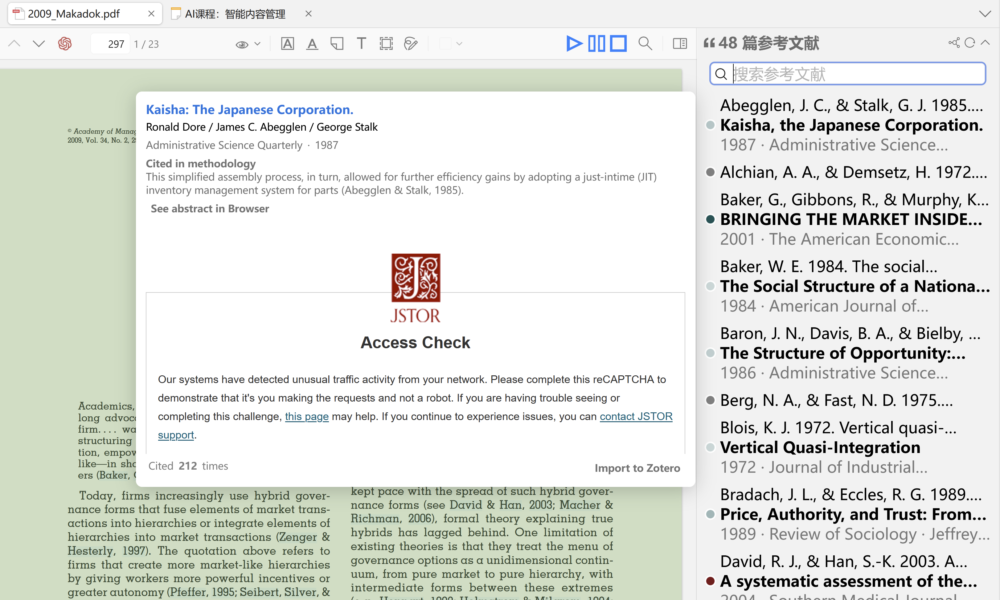 2009_Makadok.pdf
AI课程：智能内容管理
297 1 / 23
48 篇参考文献
搜索参考文献
© Academy of Manag
2009, Vol. 34, No. 2, 29
Kaisha: The Japanese Corporation.
Ronald Dore / James C. Abegglen / George Stalk
Administrative Science Quarterly · 1987
Cited in methodology
This simplified assembly process, in turn, allowed for further efficiency gains by adopting a just-intime (JIT)
inventory management system for parts (Abegglen & Stalk, 1985).
See abstract in Browser
JSTOR
Access Check
Our systems have detected unusual traffic activity from your network. Please complete this reCAPTCHA to
demonstrate that it's you making the requests and not a robot. If you are having trouble seeing or
completing this challenge, this page may help. If you continue to experience issues, you can contact JSTOR
support.
Cited 212 times
Import to Zotero
Academics,
long advoc
firm.... wa
structuring
tion, empow
like—in sho
ers (Baker,
Today, firms increasingly use hybrid gover-
nance forms that fuse elements of market trans-
actions into hierarchies or integrate elements of
hierarchies into market transactions (Zenger &
Hesterly, 1997). The quotation above refers to
firms that create more market-like hierarchies
by giving workers more powerful incentives or
greater autonomy (Pfeffer, 1995; Seibert, Silver, &
kept pace with the spread of such hybrid gover-
nance forms (see David & Han, 2003; Macher &
Richman, 2006), formal theory explaining true
hybrids has lagged behind. One limitation of
existing theories is that they treat the menu of
governance options as a unidimensional contin-
uum, from pure market to pure hierarchy, with
intermediate forms between these extremes
Abegglen, J. C., & Stalk, G. J. 1985....
Kaisha, the Japanese Corporation.
1987 · Administrative Science...
Alchian, A. A., & Demsetz, H. 1972....
Baker, G., Gibbons, R., & Murphy, K...
BRINGING THE MARKET INSIDE...
2001 · The American Economic...
Baker, W. E. 1984. The social...
The Social Structure of a Nationa...
1984 · American Journal of...
Baron, J. N., Davis, B. A., & Bielby, ...
The Structure of Opportunity:...
1986 · Administrative Science...
Berg, N. A., & Fast, N. D. 1975....
Blois, K. J. 1972. Vertical quasi-...
Vertical Quasi-Integration
1972 · Journal of Industrial...
Bradach, J. L., & Eccles, R. G. 1989....
Price, Authority, and Trust: From...
1989 · Review of Sociology · Jeffrey...
David, R. J., & Han, S.-K. 2003. A...
A systematic assessment of the...
2004 · Southern Medical Journal